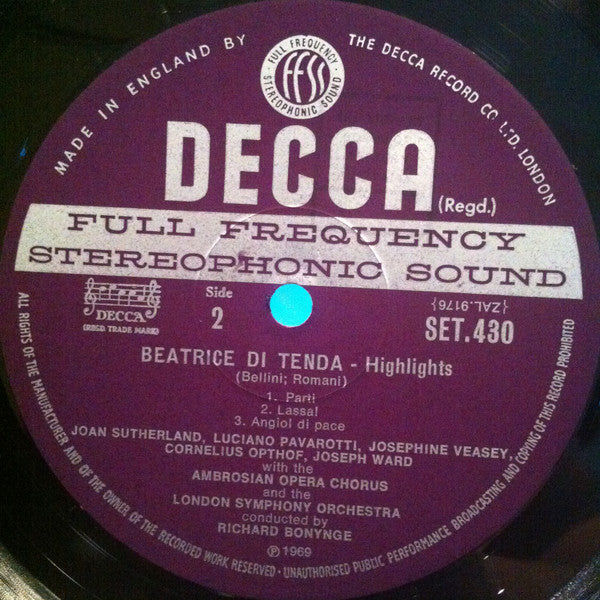 MADE IN ENGLAND BY THE DECCA RECORD CO. LTD. LONDON
FULL FREQUENCY · STEREOPHONIC SOUND ·
FFSS
DECCA (Regd.)
FULL FREQUENCY
STEREOPHONIC SOUND
DECCA
(REGD. TRADE MARK)
Side
2
{ZAL.9176}
SET.430
BEATRICE DI TENDA - Highlights
(Bellini; Romani)
1. Parti
2. Lassa!
3. Angiol di pace
JOAN SUTHERLAND, LUCIANO PAVAROTTI, JOSEPHINE VEASEY,
CORNELIUS OPTHOF, JOSEPH WARD
with the
AMBROSIAN OPERA CHORUS
and the
LONDON SYMPHONY ORCHESTRA
conducted by
RICHARD BONYNGE
℗ 1969
ALL RIGHTS OF THE MANUFACTURER AND OF THE OWNER OF THE RECORDED WORK RESERVED · UNAUTHORISED PUBLIC PERFORMANCE BROADCASTING AND COPYING OF THIS RECORD PROHIBITED